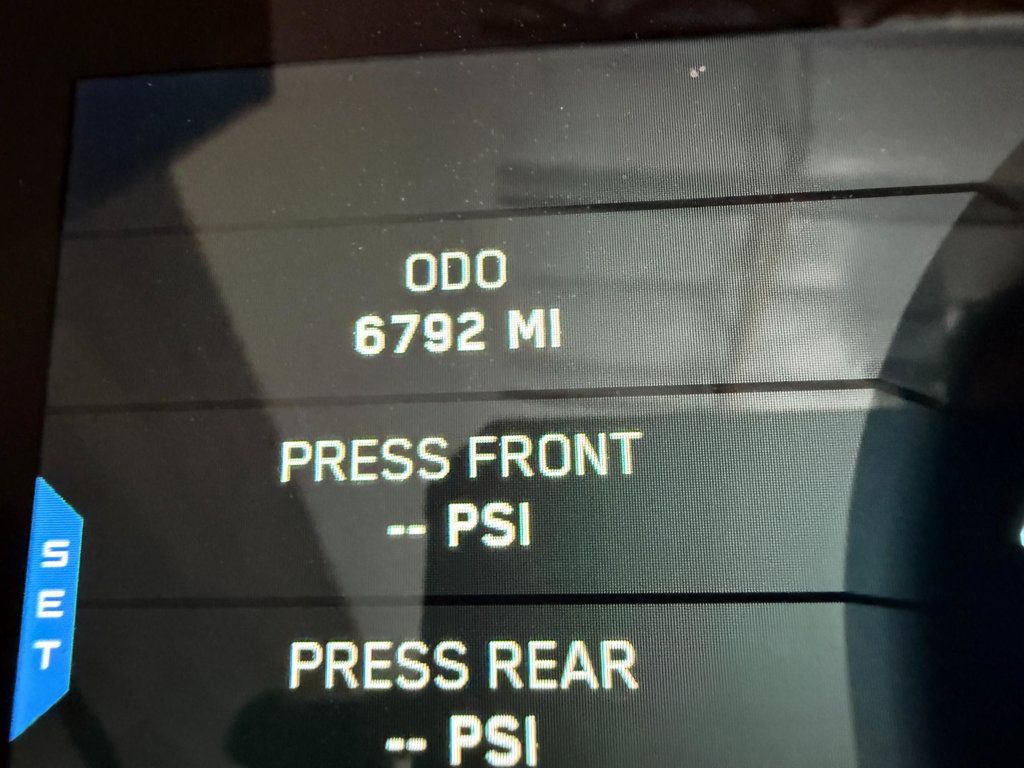 ODO
6792 MI
PRESS FRONT
-- PSI
SET
PRESS REAR
-- PSI